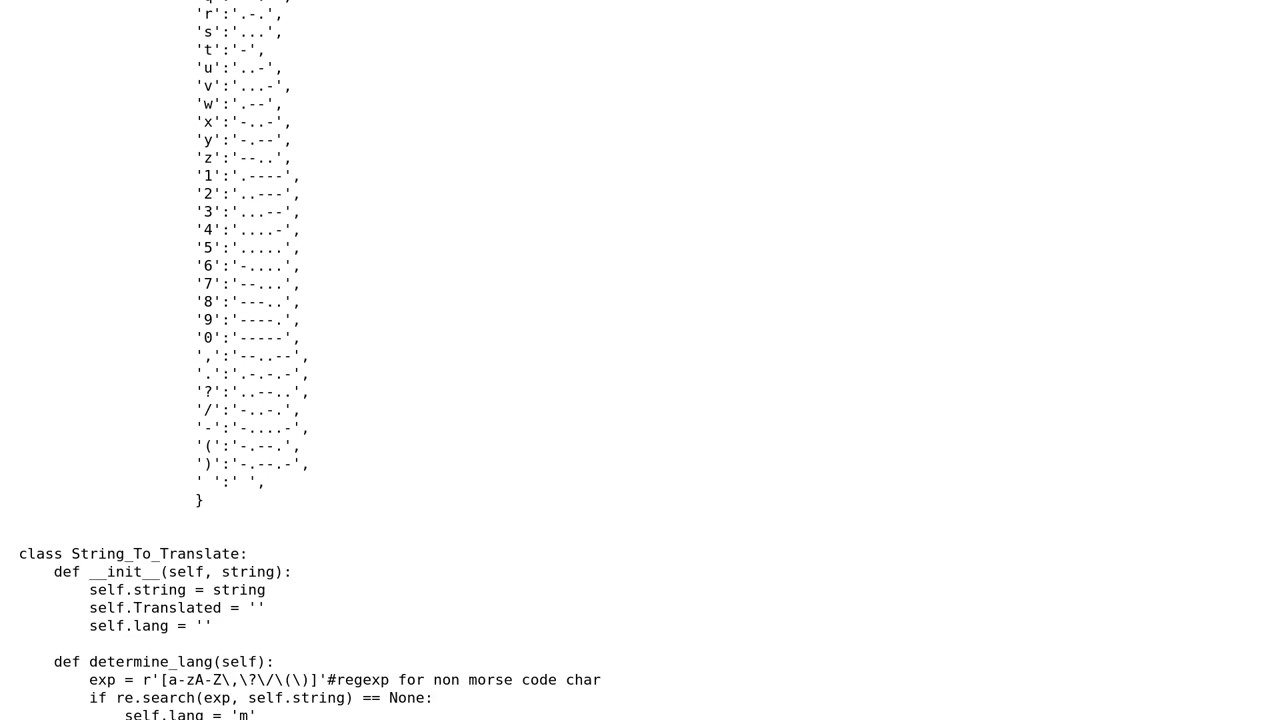 'r':'.-.',
's':'...',
't':'-',
'u':'..-',
'v':'...-',
'w':'.--',
'x':'-..-',
'y':'-.--',
'z':'--..',
'1':'.----',
'2':'..---',
'3':'...--',
'4':'....-',
'5':'.....',
'6':'-....',
'7':'--...',
'8':'---..',
'9':'----.',
'0':'-----',
',':'--..--',
'.':'.-.-.-',
'?':'..--..',
'/':'-..-.',
'-':'-....-',
'(':'-.--.',
')':'-.--.-',
' ':' ',
}
class String_To_Translate:
    def __init__(self, string):
        self.string = string
        self.Translated = ''
        self.lang = ''
    def determine_lang(self):
        exp = r'[a-zA-Z\,\?\/\(\)]'#regexp for non morse code char
        if re.search(exp, self.string) == None:
            self.lang = 'm'